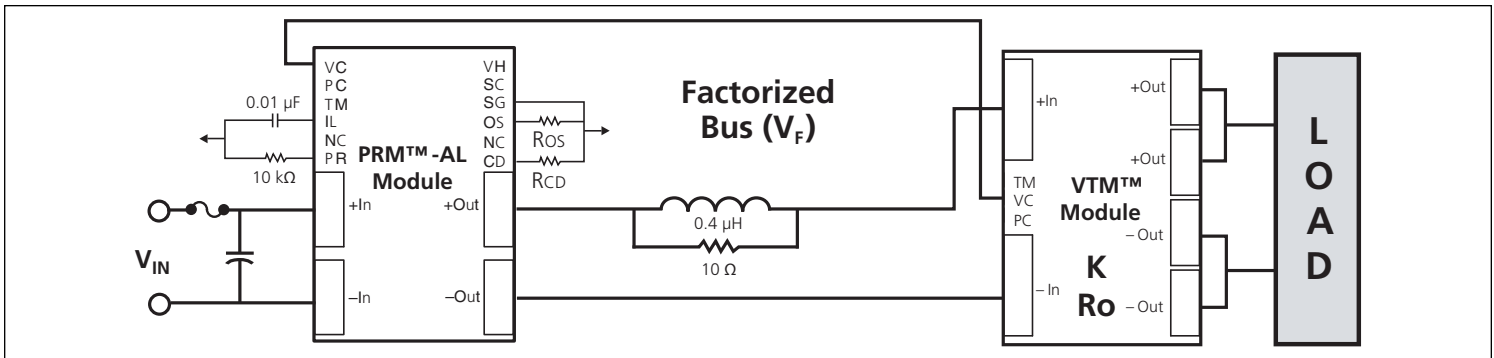 VC
PC
TM
IL
NC
PR
VH
SC
SG
OS
NC
CD
0.01 µF
10 kΩ
PRM™-AL
Module
ROS
RCD
+In
+Out
–In
–Out
VIN
Factorized
Bus (VF)
0.4 µH
10 Ω
+In
TM
VC
PC
– In
VTM™
Module
K
Ro
+Out
+Out
– Out
– Out
L
O
A
D